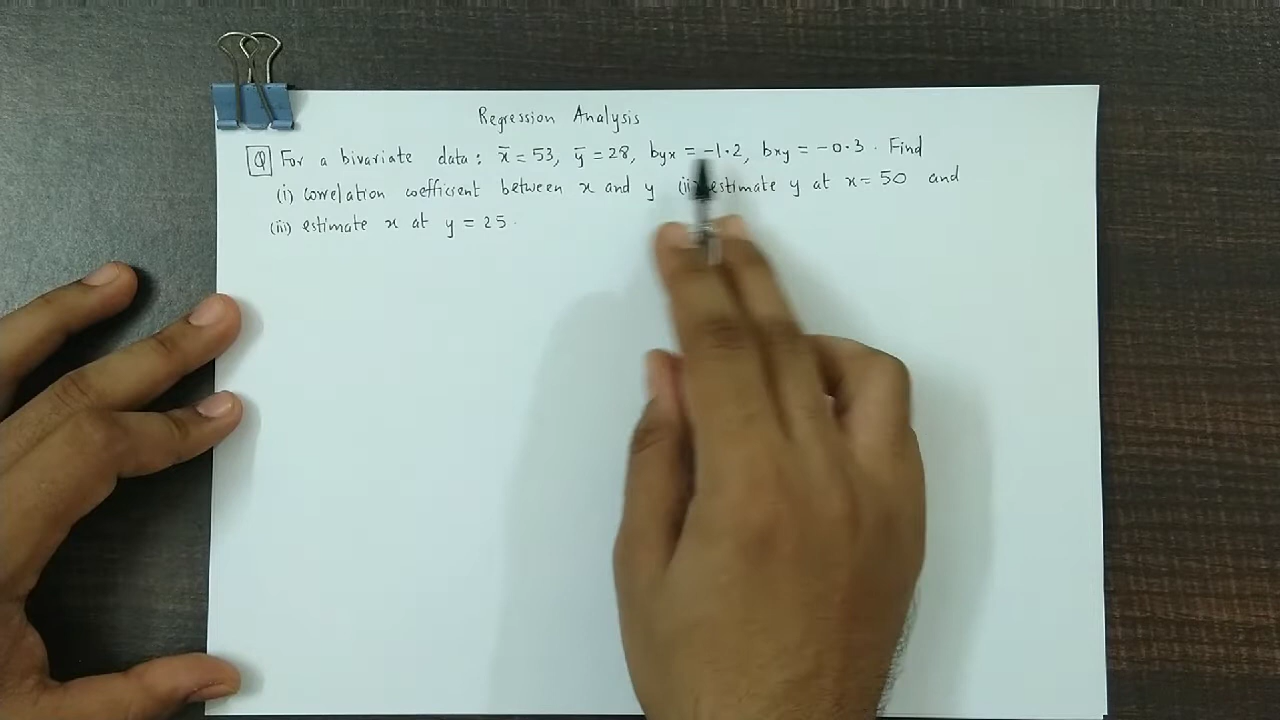 Regression Analysis
Q For a bivariate data: x̄ = 53, ȳ = 28, byx = -1.2, bxy = -0.3. Find
(i) correlation coefficient between x and y (ii) estimate y at x = 50 and
(iii) estimate x at y = 25.